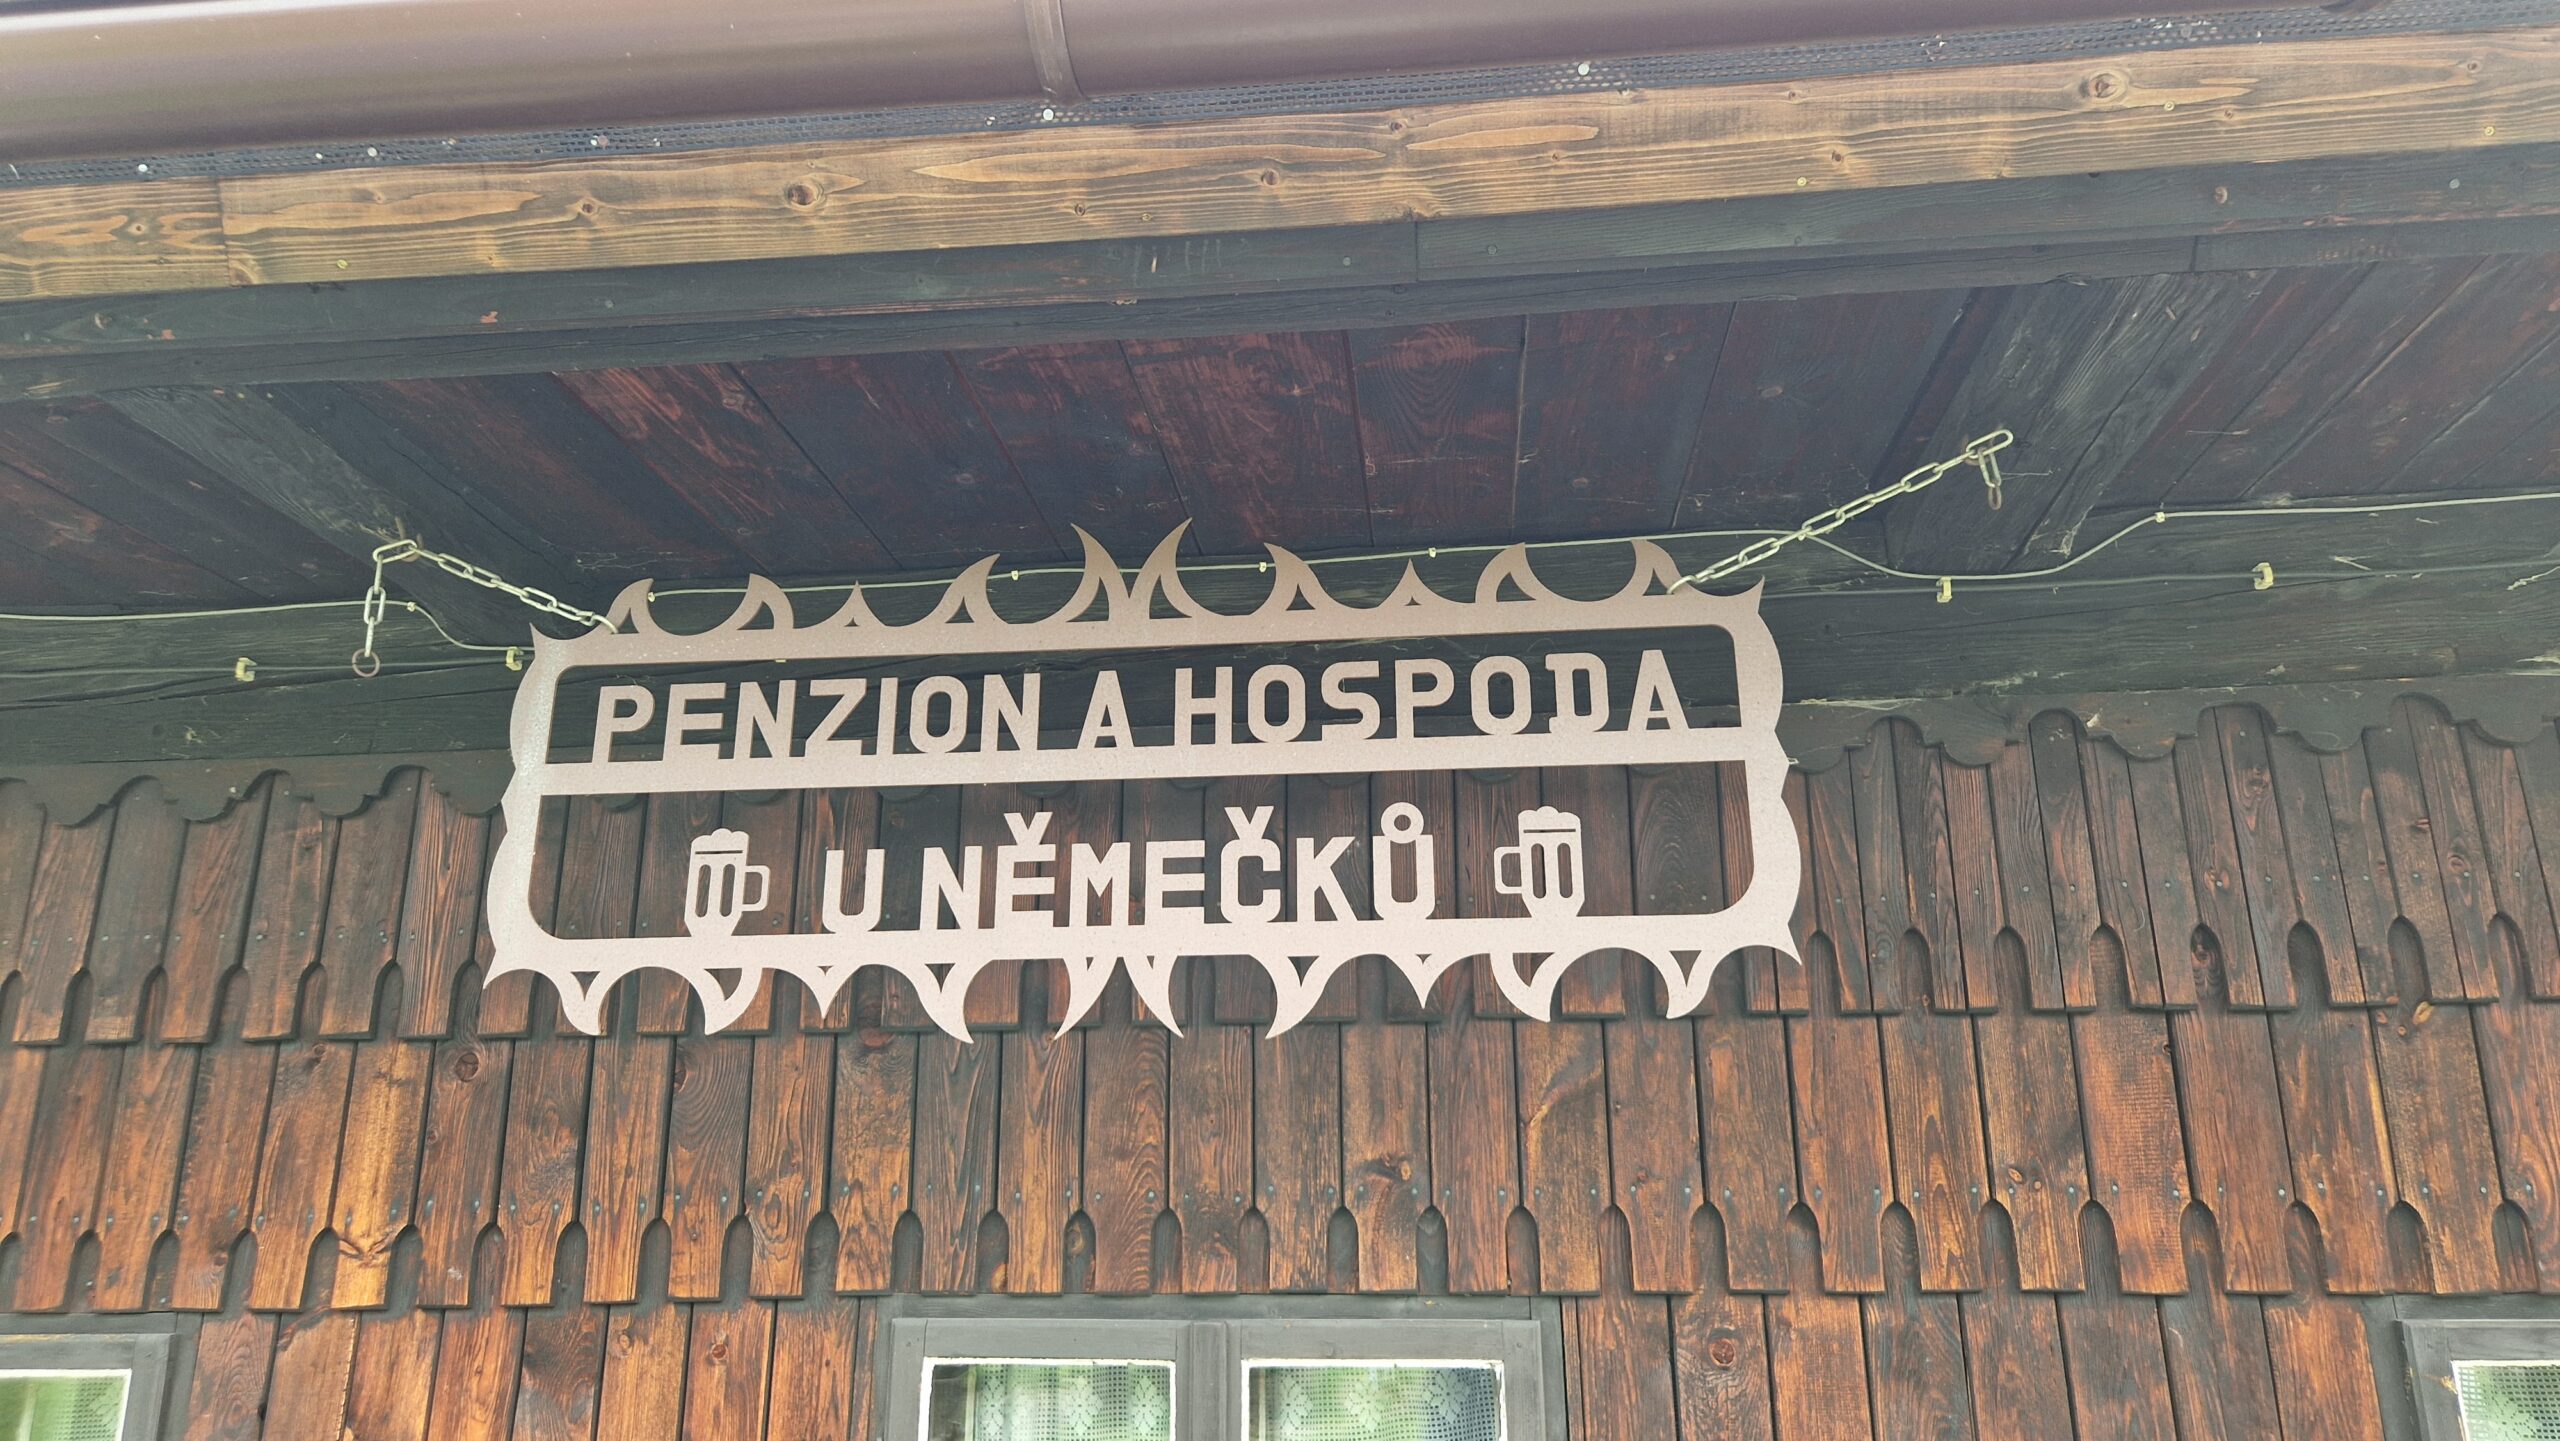 PENZION A HOSPODA
U NĚMEČKŮ